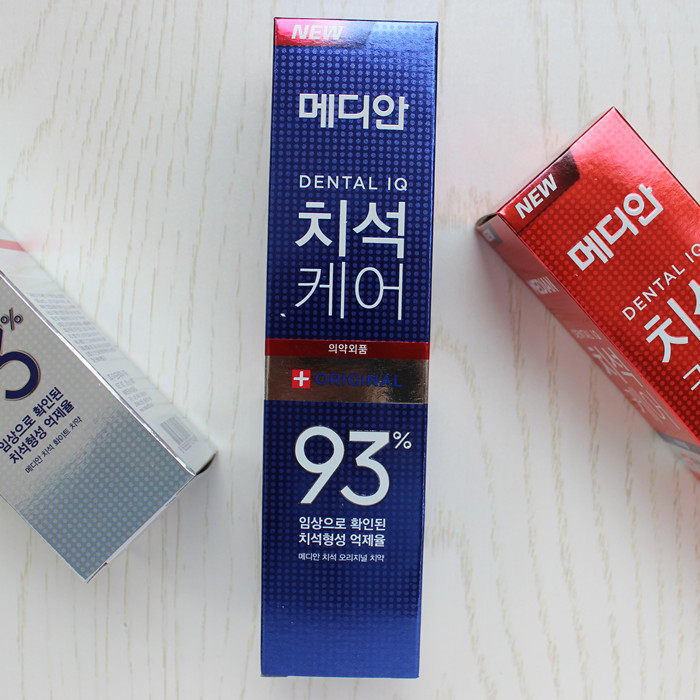 NEW
메디안
DENTAL IQ
치석
케어
의약외품
ORIGINAL
93%
임상으로 확인된
치석형성 억제율
메디안 치석 오리지널 치약
3%
임상으로 확인된
치석형성 억제율
메디안 치석 화이트 치약
NEW
메디안
DENTAL IQ
치석